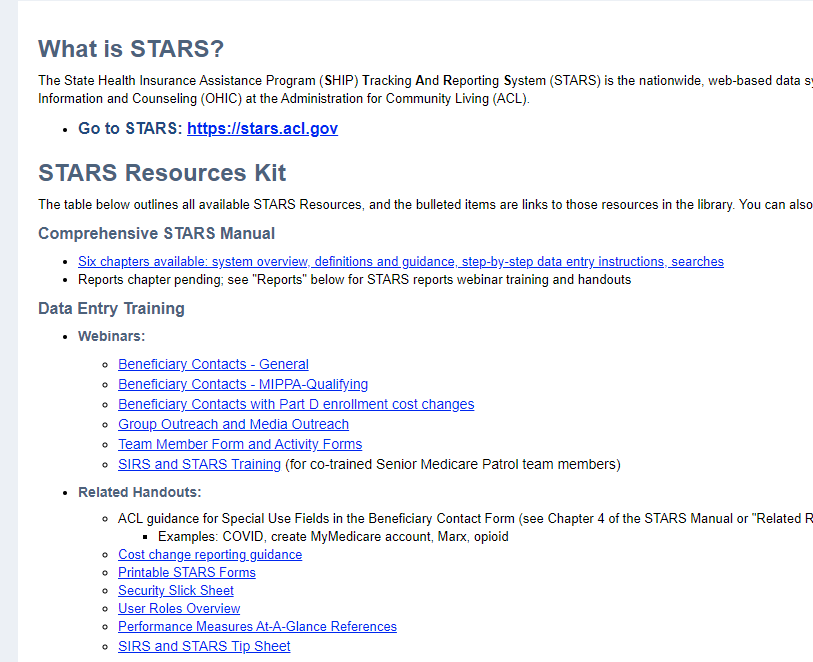 What is STARS?
The State Health Insurance Assistance Program (SHIP) Tracking And Reporting System (STARS) is the nationwide, web-based data
Information and Counseling (OHIC) at the Administration for Community Living (ACL).
Go to STARS: https://stars.acl.gov
STARS Resources Kit
The table below outlines all available STARS Resources, and the bulleted items are links to those resources in the library. You can also
Comprehensive STARS Manual
Six chapters available: system overview, definitions and guidance, step-by-step data entry instructions, searches
Reports chapter pending; see "Reports" below for STARS reports webinar training and handouts
Data Entry Training
Webinars:
Beneficiary Contacts - General
Beneficiary Contacts - MIPPA-Qualifying
Beneficiary Contacts with Part D enrollment cost changes
Group Outreach and Media Outreach
Team Member Form and Activity Forms
SIRS and STARS Training (for co-trained Senior Medicare Patrol team members)
Related Handouts:
ACL guidance for Special Use Fields in the Beneficiary Contact Form (see Chapter 4 of the STARS Manual or "Related
Examples: COVID, create MyMedicare account, Marx, opioid
Cost change reporting guidance
Printable STARS Forms
Security Slick Sheet
User Roles Overview
Performance Measures At-A-Glance References
SIRS and STARS Tip Sheet